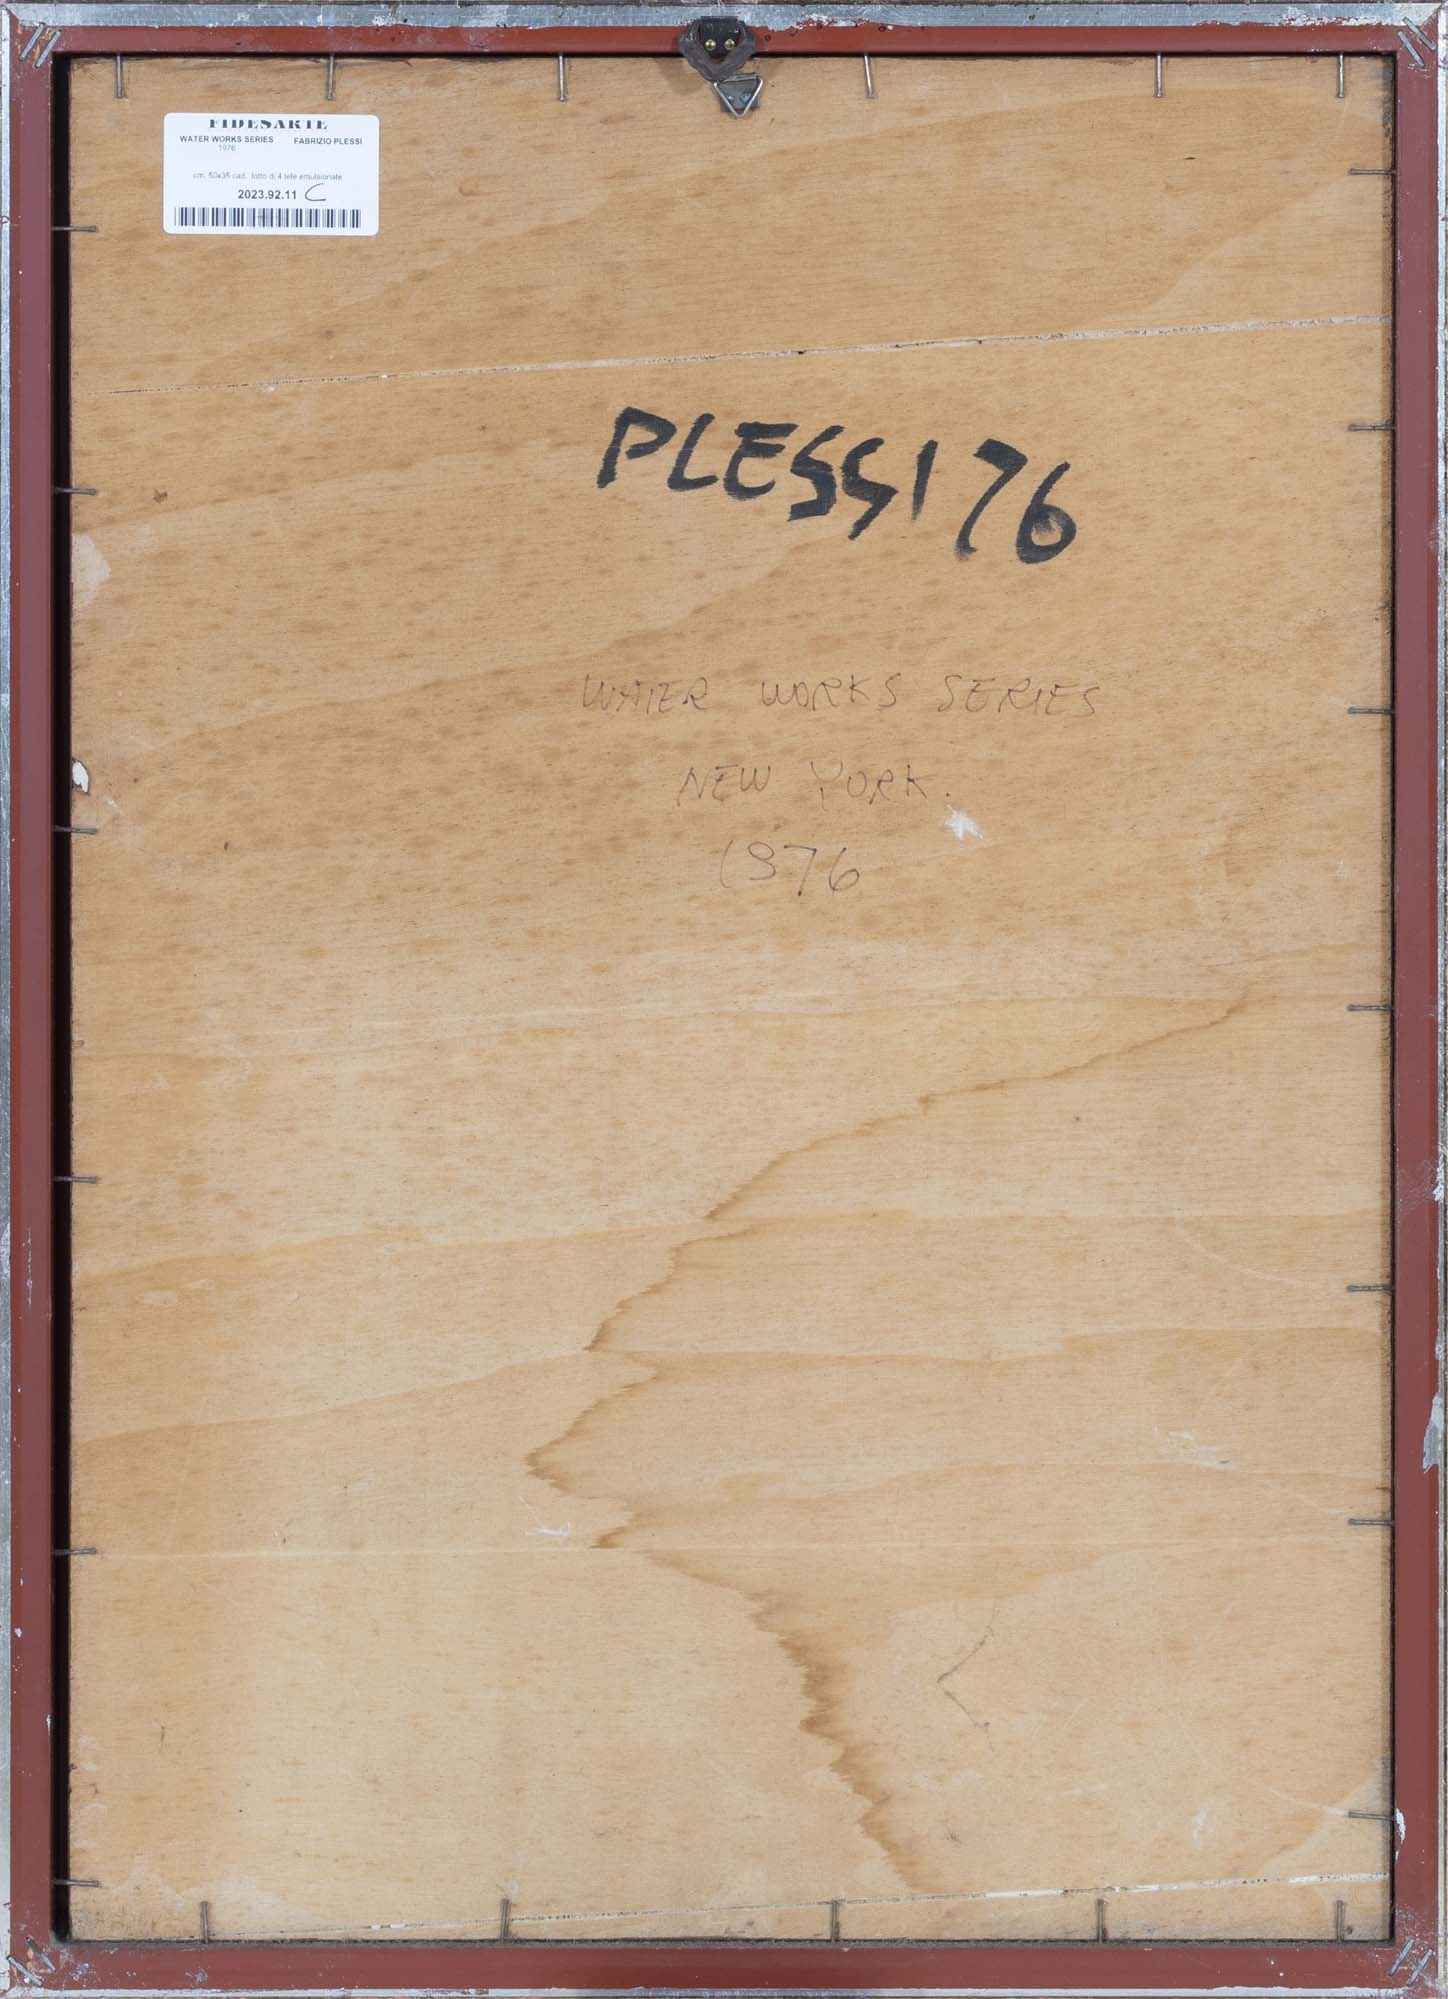 FIDESARTE
WATER WORKS SERIES FABRIZIO PLESSI
1976
cm. 50x35 cad. lotto di 4 tele emulsionate
2023.92.11 C
PLESSI 76
WATER WORKS SERIES
NEW YORK.
1976